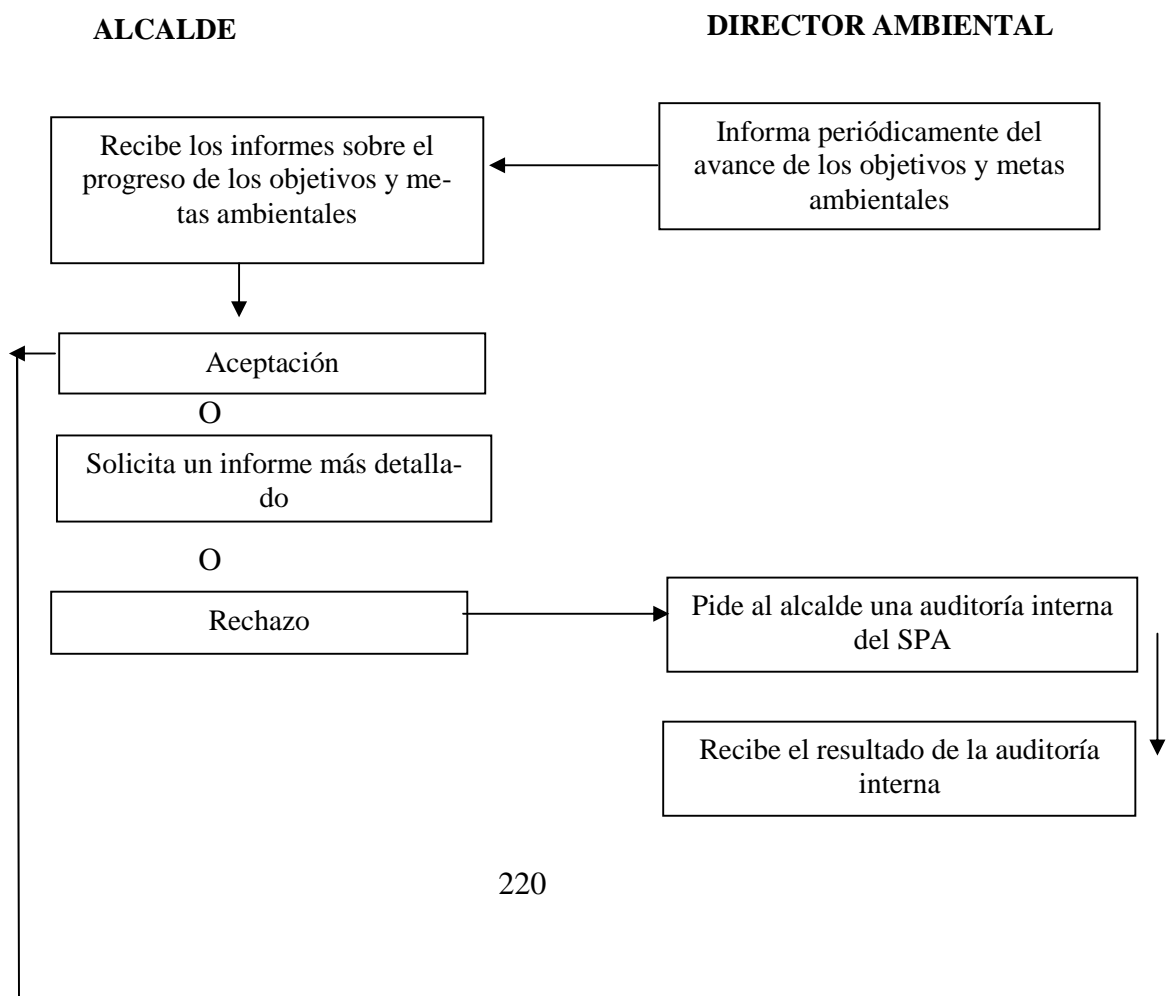 ALCALDE
DIRECTOR AMBIENTAL
Recibe los informes sobre el
progreso de los objetivos y me-
tas ambientales
Informa periódicamente del
avance de los objetivos y metas
ambientales
Aceptación
O
Solicita un informe más detalla-
do
O
Rechazo
Pide al alcalde una auditoría interna
del SPA
Recibe el resultado de la auditoría
interna
220